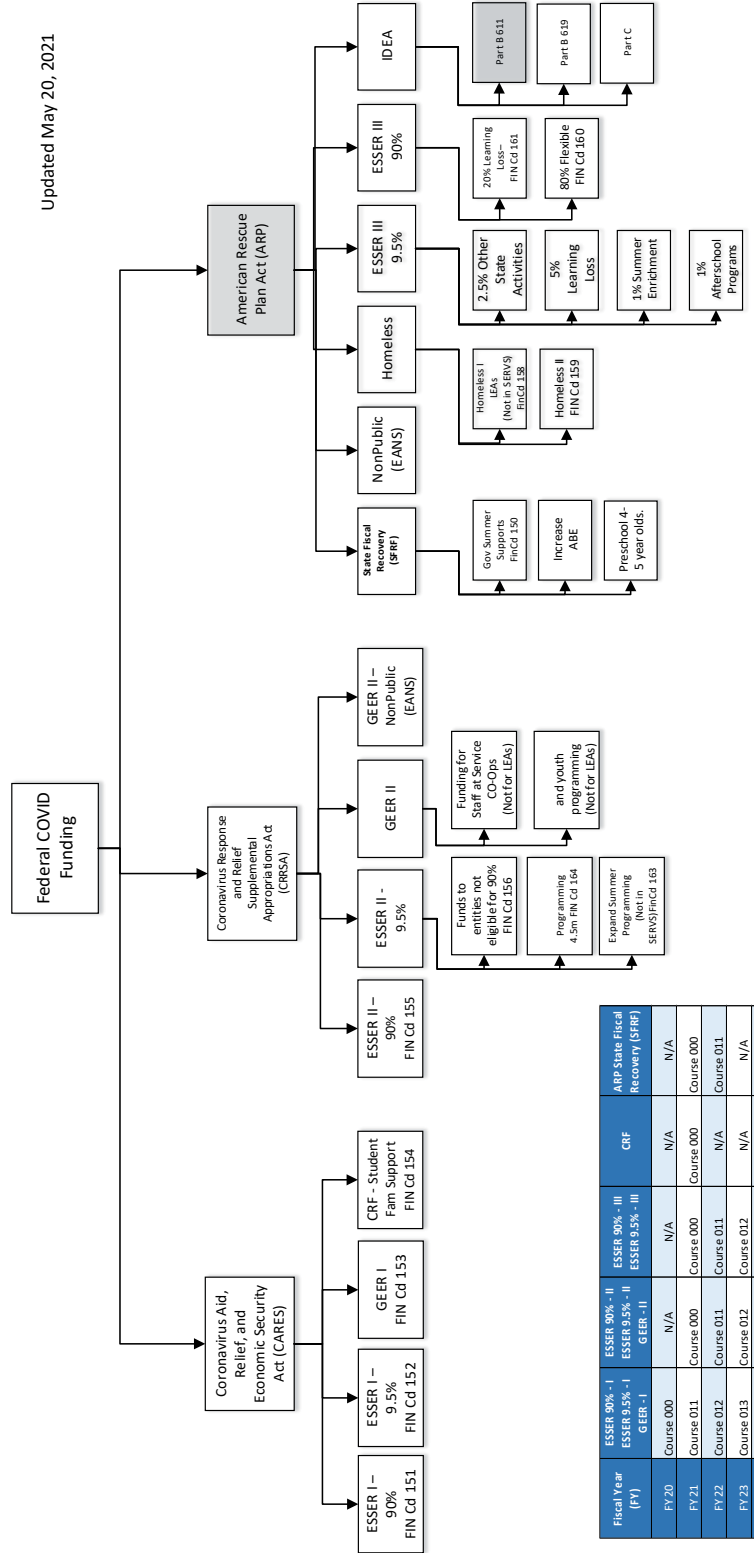 Updated May 20, 2021
Federal COVID
Funding
Coronavirus Aid,
Relief, and
Economic Security
Act (CARES)
Coronavirus Response
and Relief
Supplemental
Appropriations Act
(CRRSA)
American Rescue
Plan Act (ARP)
ESSER I–
90%
FIN Cd 151
ESSER I –
9.5%
FIN Cd 152
GEER I
FIN Cd 153
CRF - Student
Fam Support
FIN Cd 154
ESSER II –
90%
FIN Cd 155
ESSER II -
9.5%
GEER II
GEER II –
NonPublic
(EANS)
State Fiscal
Recovery
(SFRF)
NonPublic
(EANS)
Homeless
ESSER III
9.5%
ESSER III
90%
IDEA
Funds to
entities not
eligible for 90%
FIN Cd 156
Programming
4.5m FIN Cd 164
Expand Summer
Programming
(Not in
SERVS)FinCd 163
Funding for
Staff at Service
CO-Ops
(Not for LEAs)
and youth
programming
(Not for LEAs)
Gov Summer
Supports
FinCd 150
Increase
ABE
Preschool 4-
5 year olds.
Homeless I
LEAs
(Not in SERVS)
FinCd 158
Homeless II
FIN Cd 159
2.5% Other
State
Activities
5%
Learning
Loss
1% Summer
Enrichment
1%
Afterschool
Programs
20% Learning
Loss–
FIN Cd 161
80% Flexible
FIN Cd 160
Part B 611
Part B 619
Part C
Fiscal Year
(FY)
ESSER 90% - I
ESSER 9.5% - I
GEER - I
ESSER 90% - II
ESSER 9.5% - II
GEER - II
ESSER 90% - III
ESSER 9.5% - III
CRF
ARP State Fiscal
Recovery (SFRF)
FY 20 Course 000 N/A N/A N/A N/A
FY 21 Course 011 Course 000 Course 000 Course 000 Course 000
FY 22 Course 012 Course 011 Course 011 N/A Course 011
FY 23 Course 013 Course 012 Course 012 N/A N/A